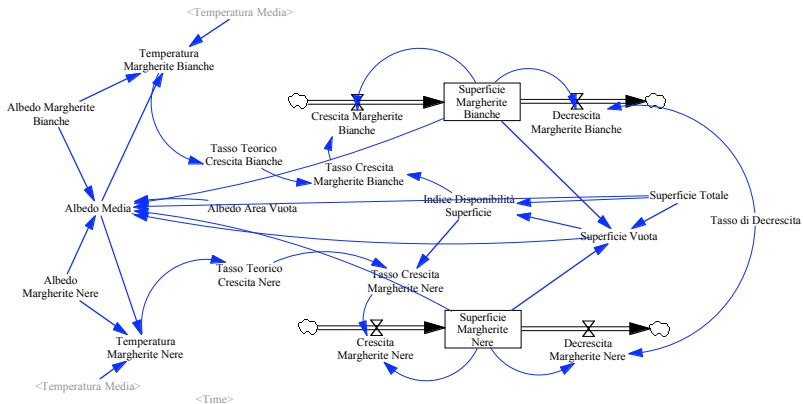 <Temperatura Media>
Temperatura
Margherite Bianche
Albedo Margherite
Bianche
Crescita Margherite
Bianche
Superficie
Margherite
Bianche
Decrescita
Margherite Bianche
Tasso Teorico
Crescita Bianche
Tasso Crescita
Margherite Bianche
Indice Disponibilità
Superficie
Superficie Totale
Albedo Media
Albedo Area Vuota
Superficie Vuota
Tasso di Decrescita
Albedo
Margherite Nere
Tasso Teorico
Crescita Nere
Tasso Crescita
Margherite Nere
Temperatura
Margherite Nere
Crescita
Margherite Nere
Superficie
Margherite
Nere
Decrescita
Margherite Nere
<Temperatura Media>
<Time>